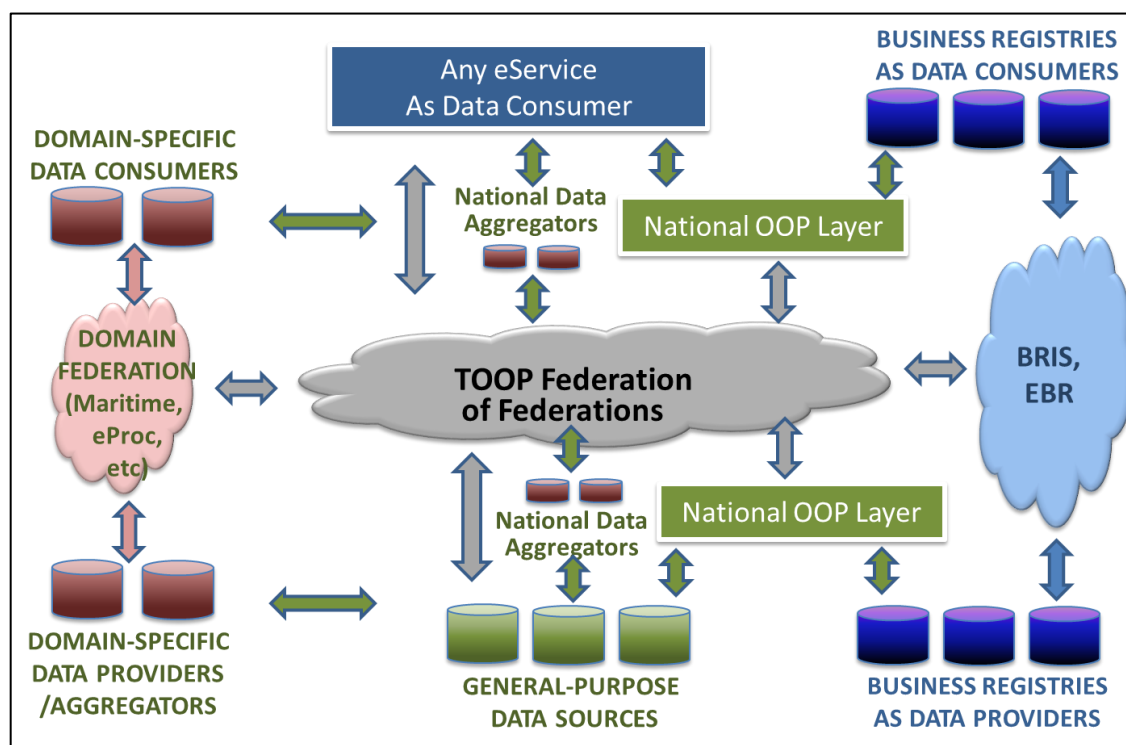 Any eService
As Data Consumer
BUSINESS REGISTRIES
AS DATA CONSUMERS
DOMAIN-SPECIFIC
DATA CONSUMERS
National Data
Aggregators
National OOP Layer
DOMAIN
FEDERATION
(Maritime,
eProc,
etc)
TOOP Federation
of Federations
BRIS,
EBR
National Data
Aggregators
National OOP Layer
DOMAIN-SPECIFIC
DATA PROVIDERS
/AGGREGATORS
GENERAL-PURPOSE
DATA SOURCES
BUSINESS REGISTRIES
AS DATA PROVIDERS